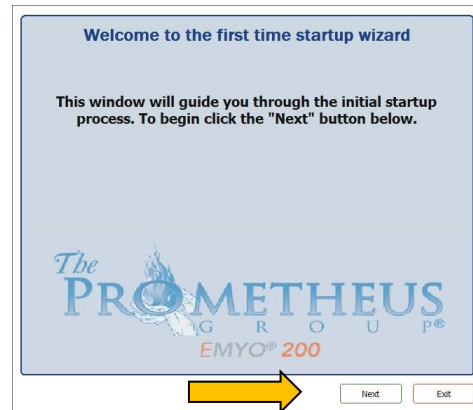 Welcome to the first time startup wizard
This window will guide you through the initial startup
process. To begin click the "Next" button below.
The
PROMETHEUS
GROUP®
EMYO® 200
Next
Exit